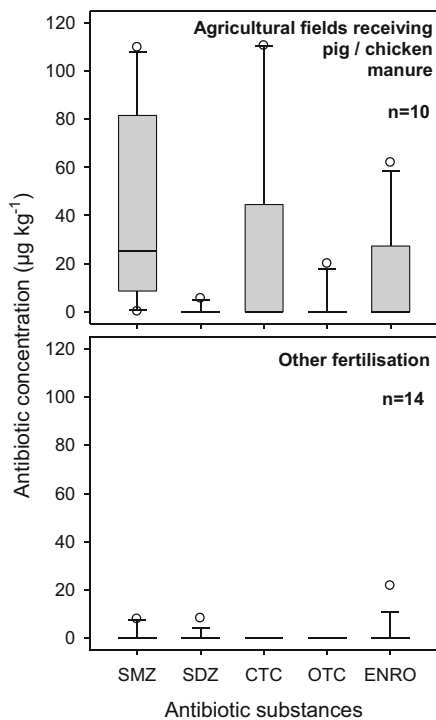 Antibiotic concentration (µg kg⁻¹)
120
100
80
60
40
20
0
Agricultural fields receiving
pig / chicken
manure
n=10
120
100
80
60
40
20
0
Other fertilisation
n=14
SMZ SDZ CTC OTC ENRO
Antibiotic substances